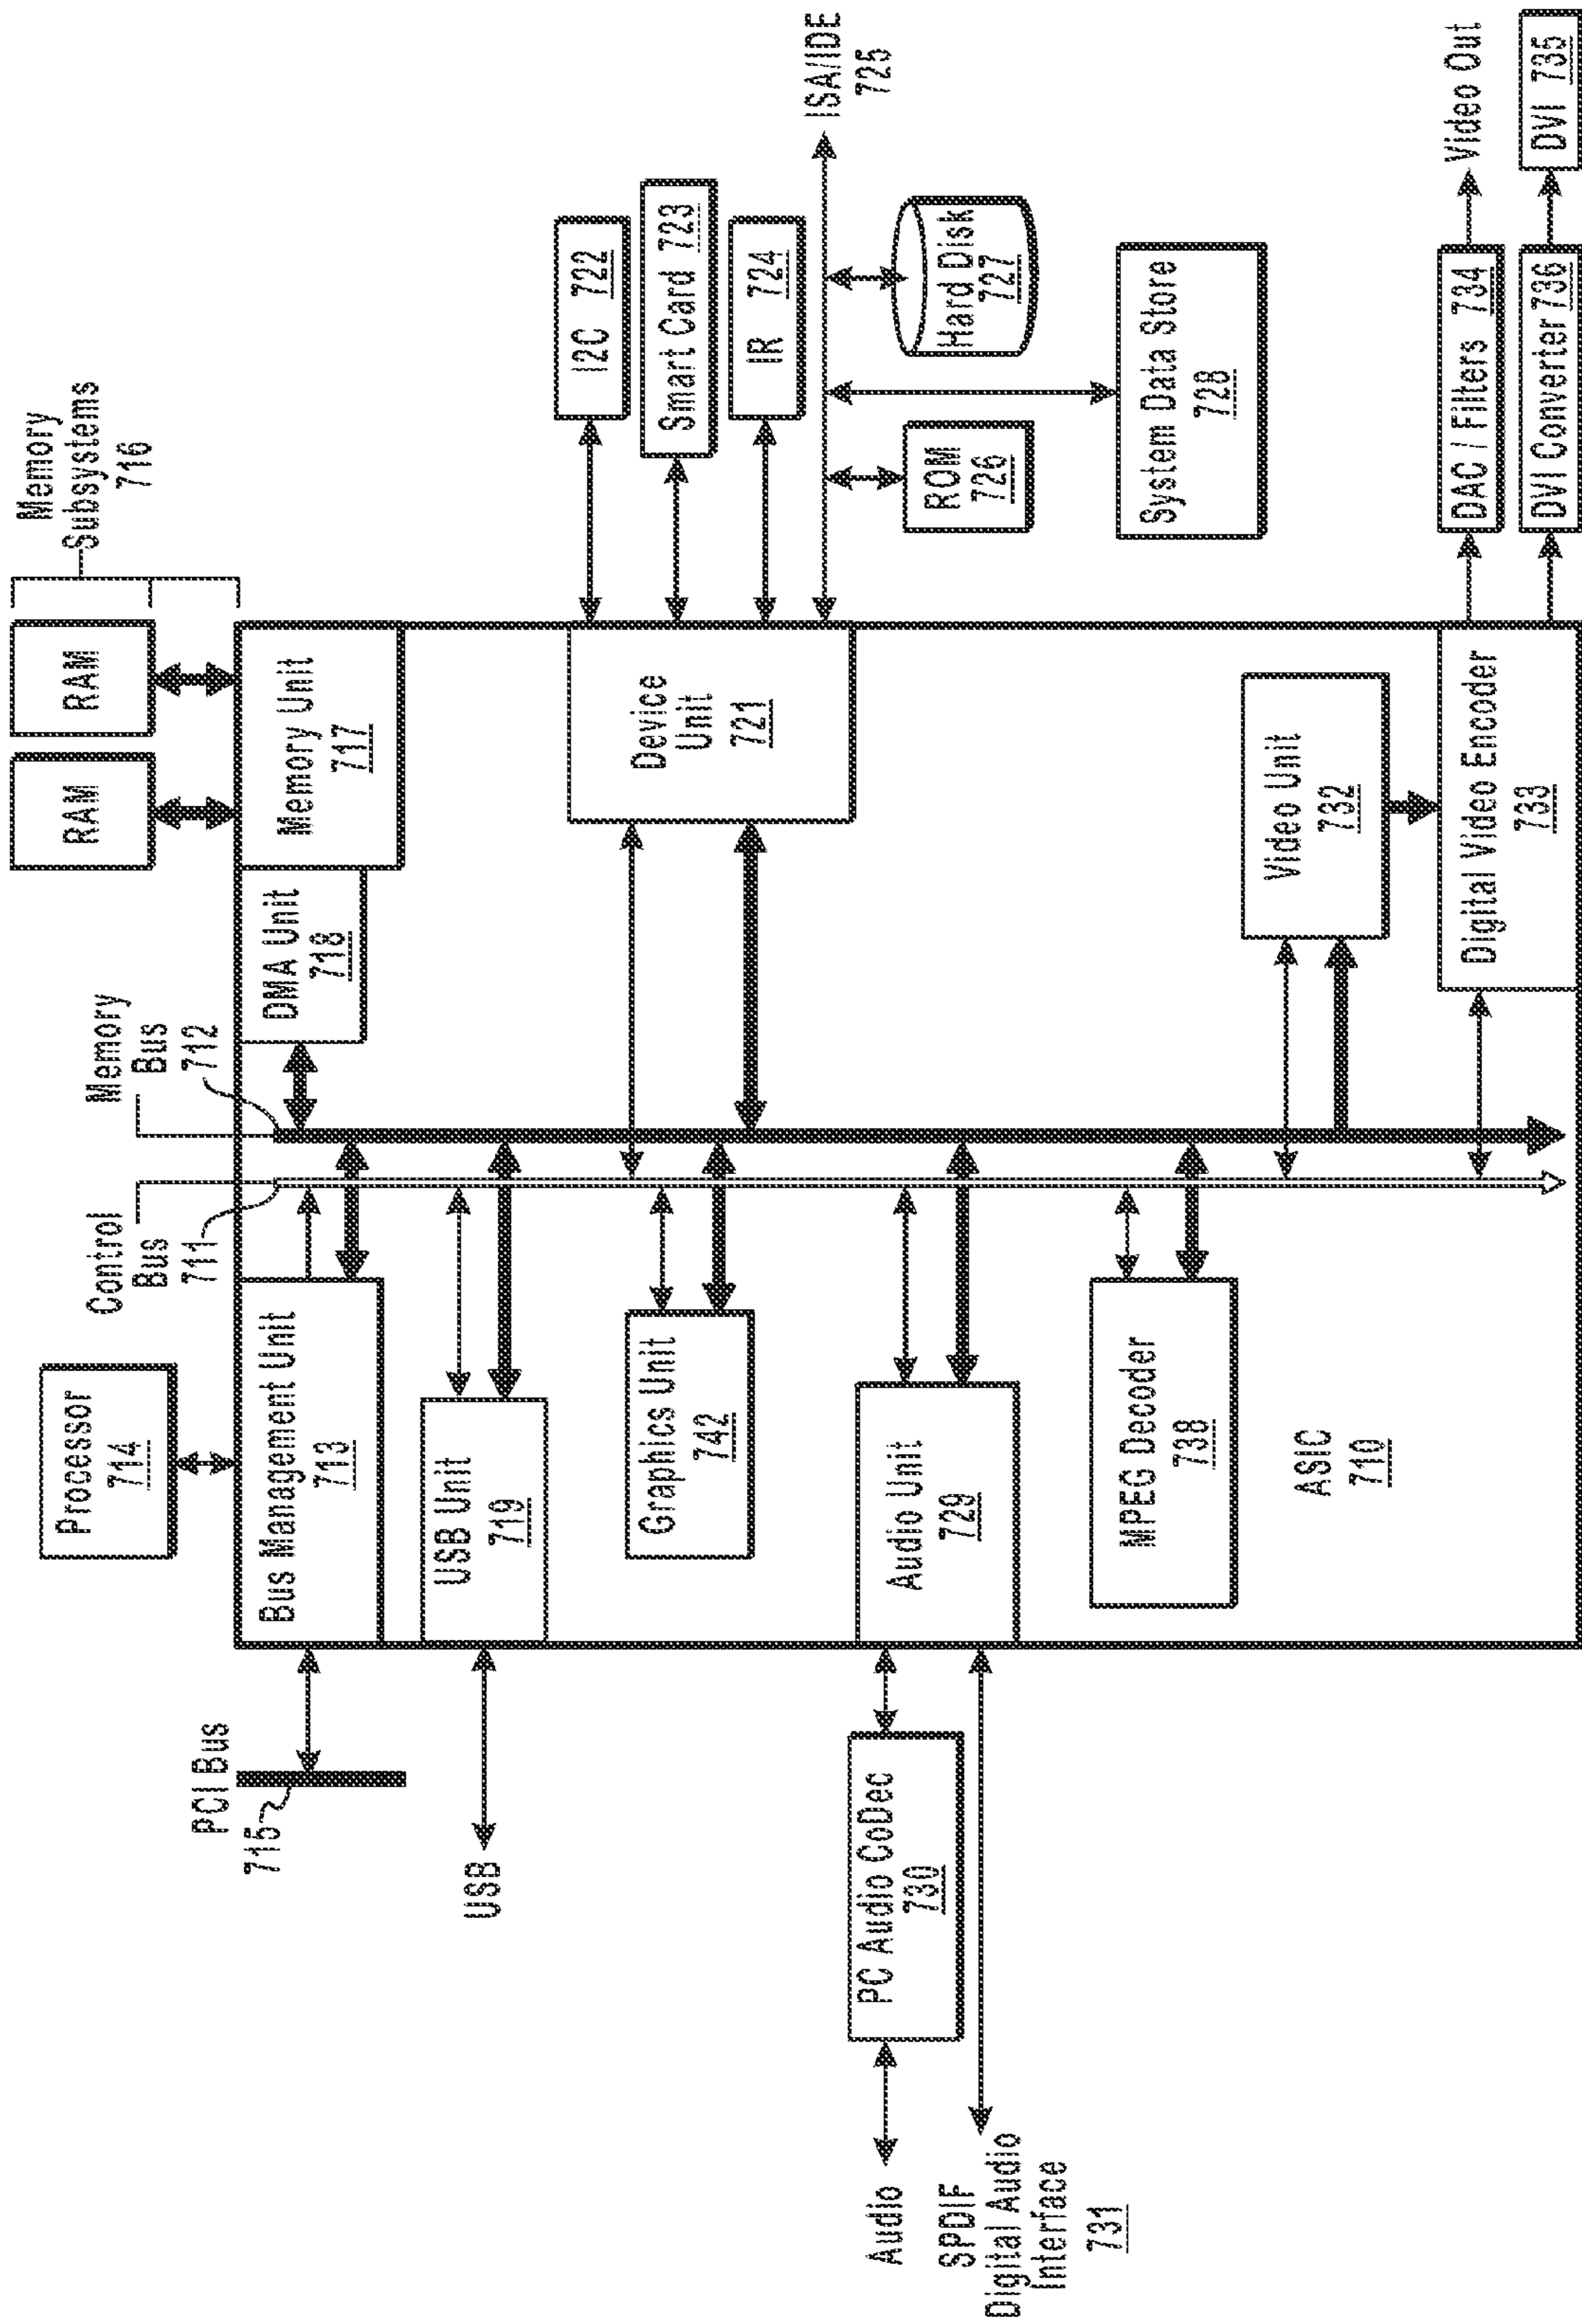 Memory
Subsystems
716
RAM
RAM
Memory
Bus
712
Control
Bus
711
Processor
714
PCI Bus
715
Bus Management Unit
713
DMA Unit
718
Memory Unit
717
USB
USB Unit
719
Graphics Unit
742
Device
Unit
721
I2C 722
Smart Card 723
IR 724
ISA/IDE
725
ROM
726
Hard Disk
727
System Data Store
728
Audio
PC Audio CoDec
730
Audio Unit
729
SPDIF
Digital Audio
Interface
731
MPEG Decoder
738
ASIC
710
Video Unit
732
Digital Video Encoder
733
DAC / Filters 734
Video Out
DVI Converter 736
DVI 735